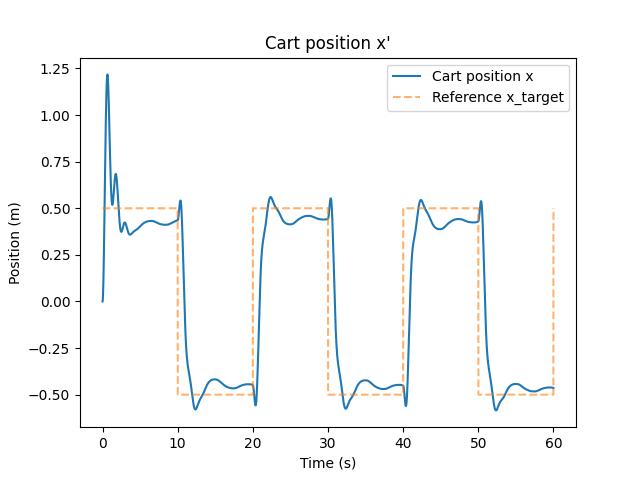 Cart position x'
Cart position x
Reference x_target
1.25
1.00
0.75
0.50
0.25
0.00
−0.25
−0.50
Position (m)
0 10 20 30 40 50 60
Time (s)